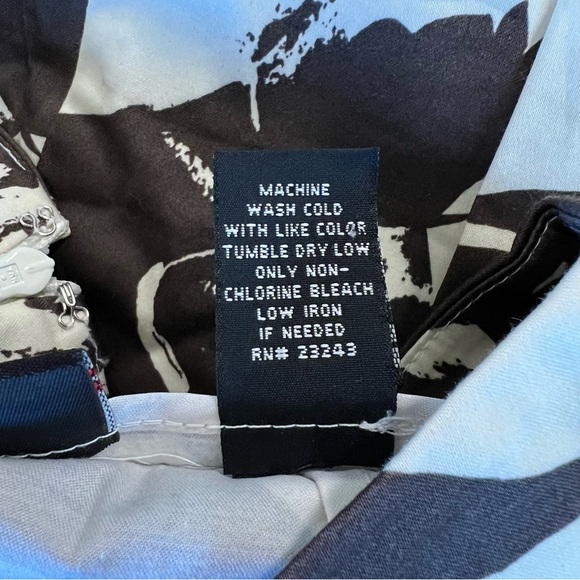 MACHINE
WASH COLD
WITH LIKE COLOR
TUMBLE DRY LOW
ONLY NON-
CHLORINE BLEACH
LOW IRON
IF NEEDED
RN# 23243